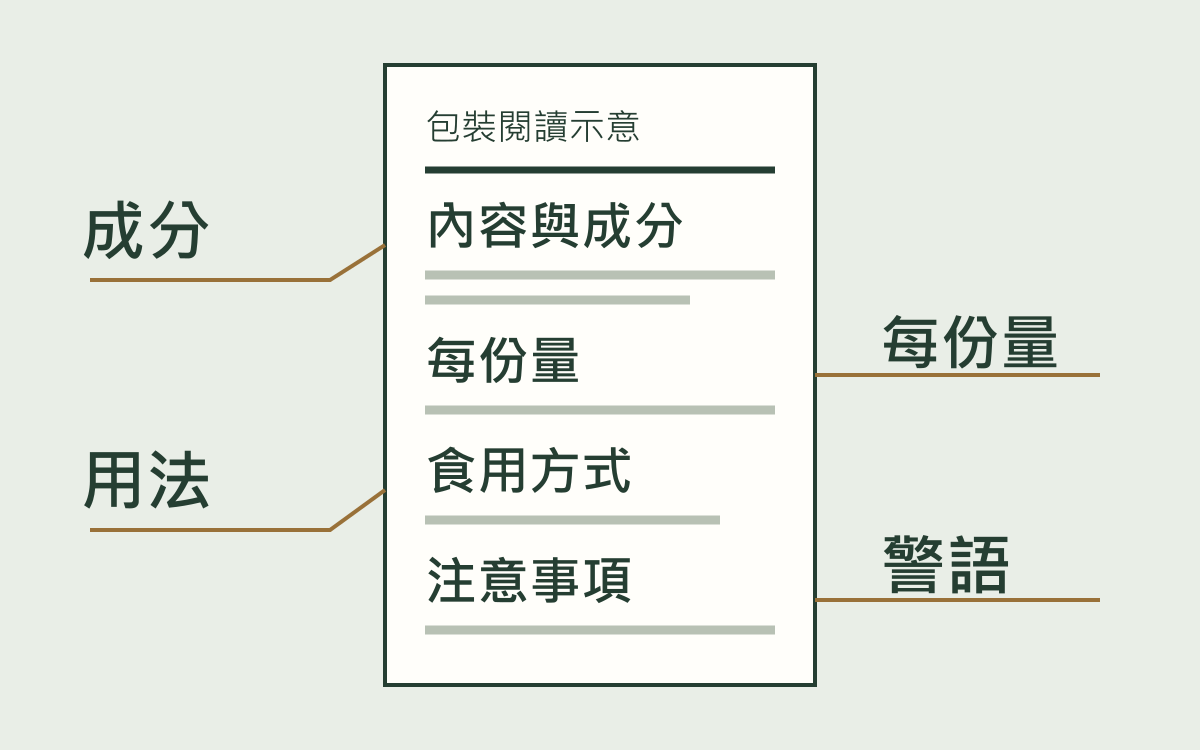 包裝閱讀示意
內容與成分
每份量
食用方式
注意事項
成分
用法
每份量
警語